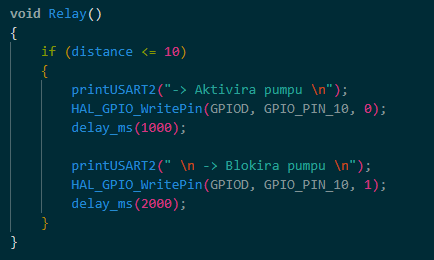 void Relay()
{
if (distance <= 10)
{
printUSART2("-> Aktivira pumpu \n");
HAL_GPIO_WritePin(GPIOD, GPIO_PIN_10, 0);
delay_ms(1000);
printUSART2(" \n -> Blokira pumpu \n");
HAL_GPIO_WritePin(GPIOD, GPIO_PIN_10, 1);
delay_ms(2000);
}
}